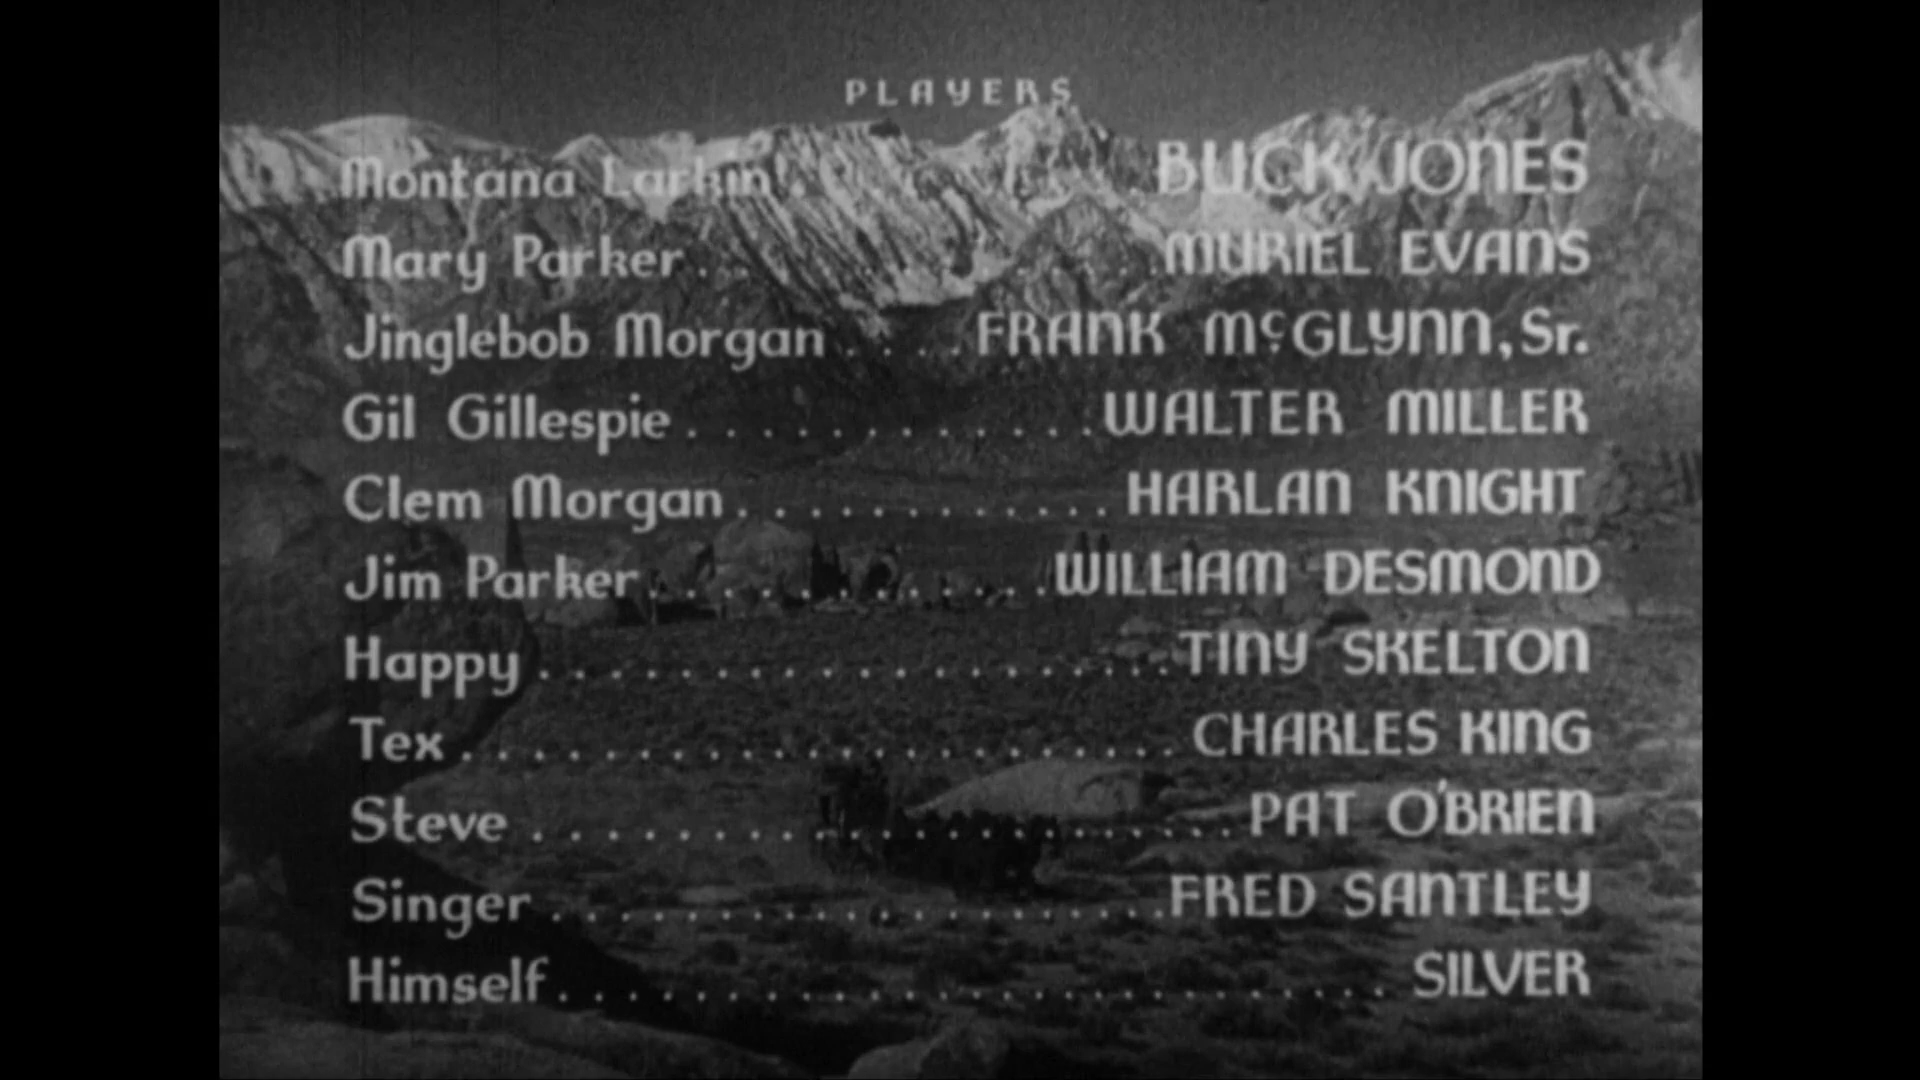 PLAYERS
Montana Larkin . . . . . . . . . BUCK JONES
Mary Parker . . . . . . . . . . . . MURIEL EVANS
Jinglebob Morgan . . . . FRANK McGLYNN, Sr.
Gil Gillespie . . . . . . . . . . . WALTER MILLER
Clem Morgan . . . . . . . . . . HARLAN KNIGHT
Jim Parker . . . . . . . . . . . WILLIAM DESMOND
Happy . . . . . . . . . . . . . . . . . TINY SKELTON
Tex . . . . . . . . . . . . . . . . . . . CHARLES KING
Steve . . . . . . . . . . . . . . . . . . . PAT O'BRIEN
Singer . . . . . . . . . . . . . . . . FRED SANTLEY
Himself . . . . . . . . . . . . . . . . . . . . . . SILVER